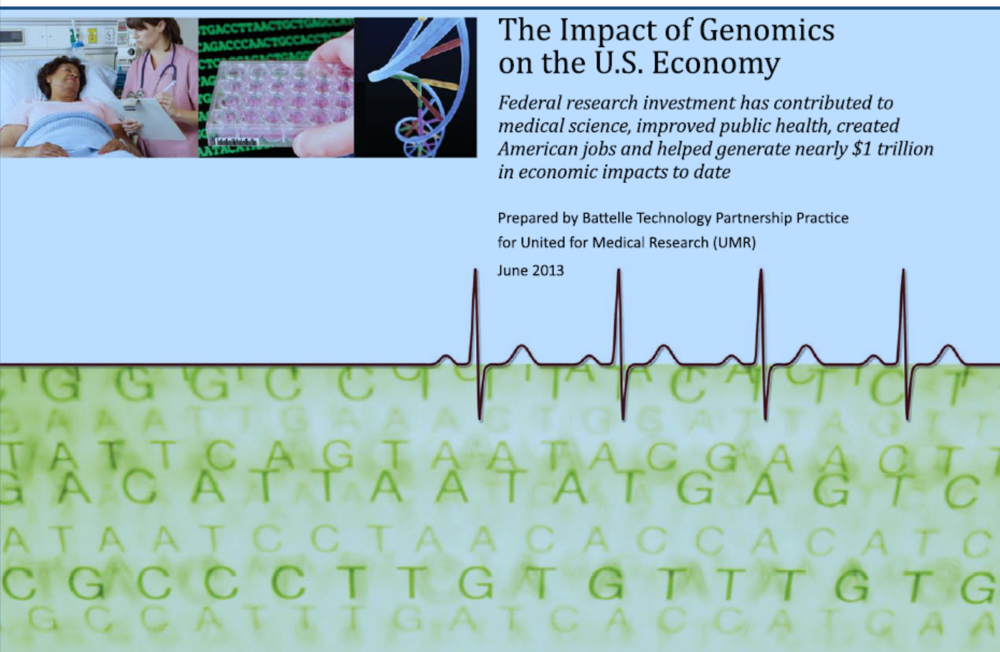 The Impact of Genomics
on the U.S. Economy
Federal research investment has contributed to
medical science, improved public health, created
American jobs and helped generate nearly $1 trillion
in economic impacts to date
Prepared by Battelle Technology Partnership Practice
for United for Medical Research (UMR)
June 2013
T A T T C A G T A A T A C G A A C T T
G A C A T T A A T A T G A G T C
A T A A T C C T A A C A C C A C A T C
C G C C C C T T G T G T T T G T G
G C C A T T T G A T C A C C A T G A A